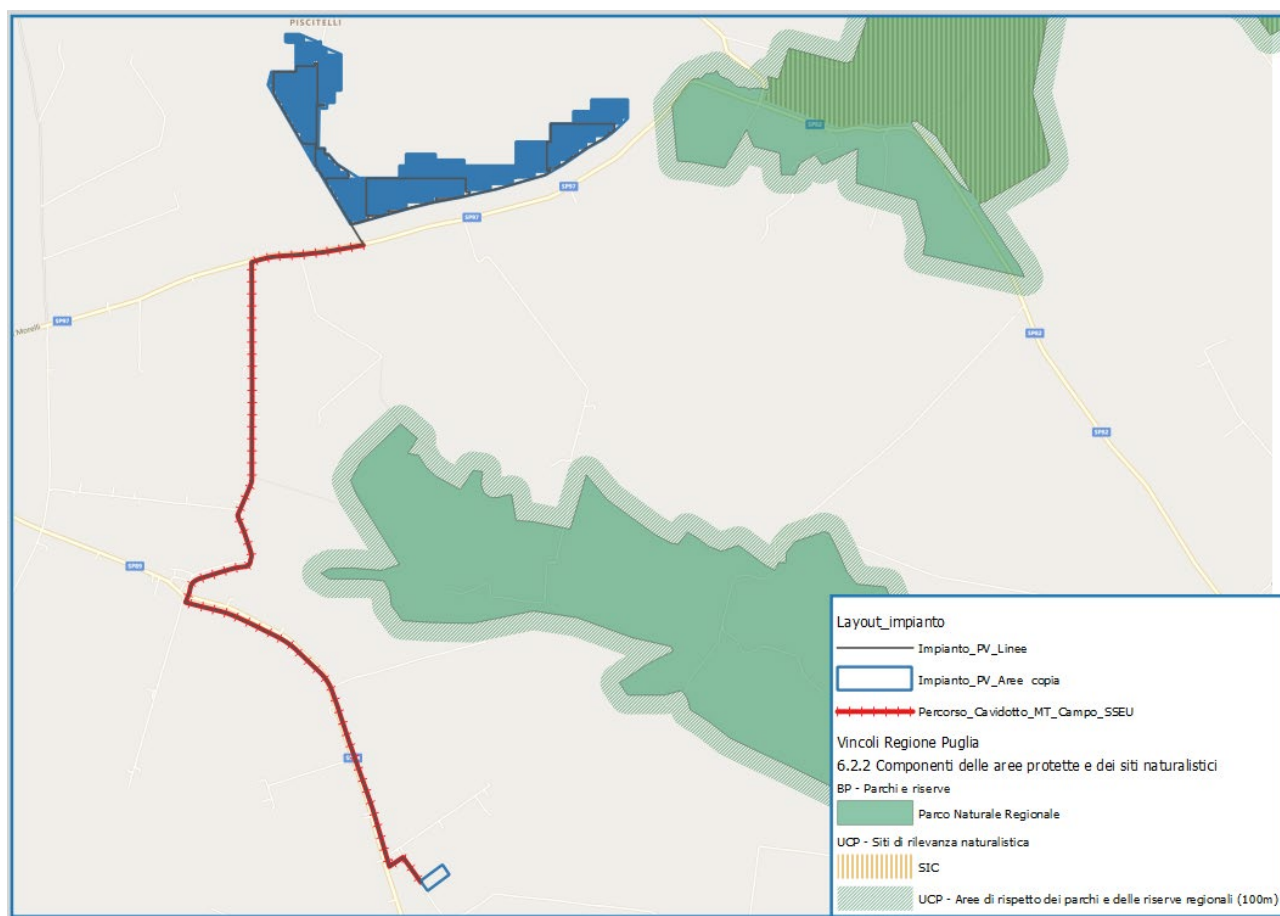 PISCITELLI
SP82
SP97
SP97
Morelli
SP97
SP82
SP82
SP85
Layout_impianto
Impianto_PV_Linee
Impianto_PV_Aree copia
Percorso_Cavidotto_MT_Campo_SSEU
Vincoli Regione Puglia
6.2.2 Componenti delle aree protette e dei siti naturalistici
BP - Parchi e riserve
Parco Naturale Regionale
UCP - Siti di rilevanza naturalistica
SIC
UCP - Aree di rispetto dei parchi e delle riserve regionali (100m)